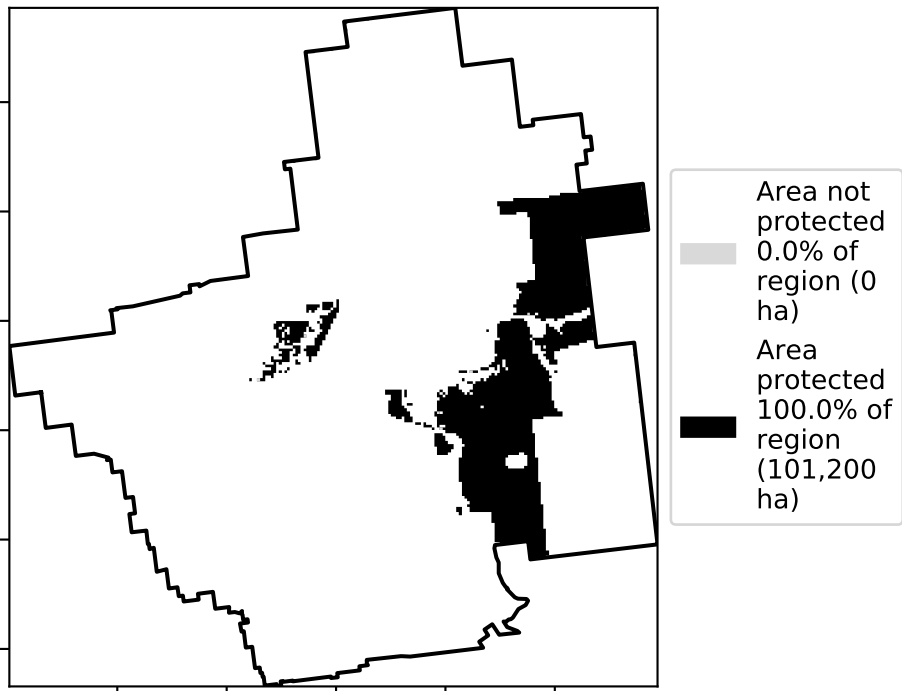 Area not
protected
0.0% of
region (0
ha)
Area
protected
100.0% of
region
(101,200
ha)